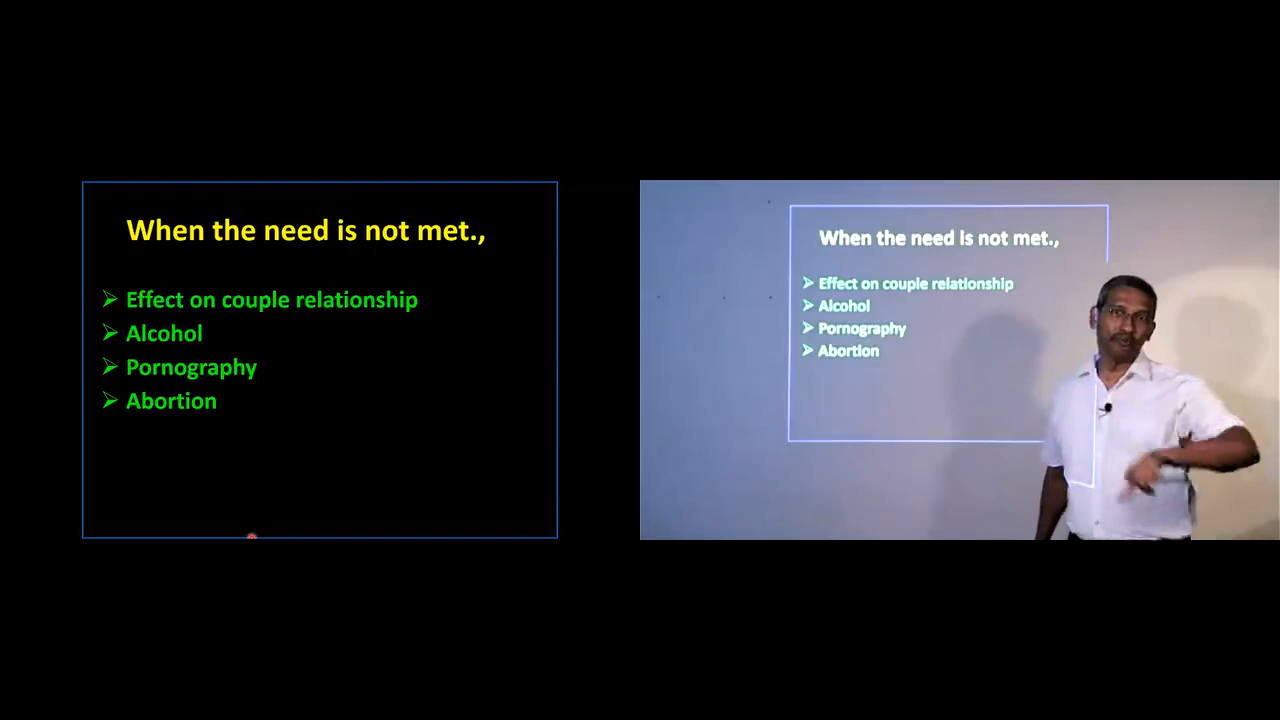 When the need is not met.,
➢ Effect on couple relationship
➢ Alcohol
➢ Pornography
➢ Abortion
When the need is not met.,
➢ Effect on couple relationship
➢ Alcohol
➢ Pornography
➢ Abortion